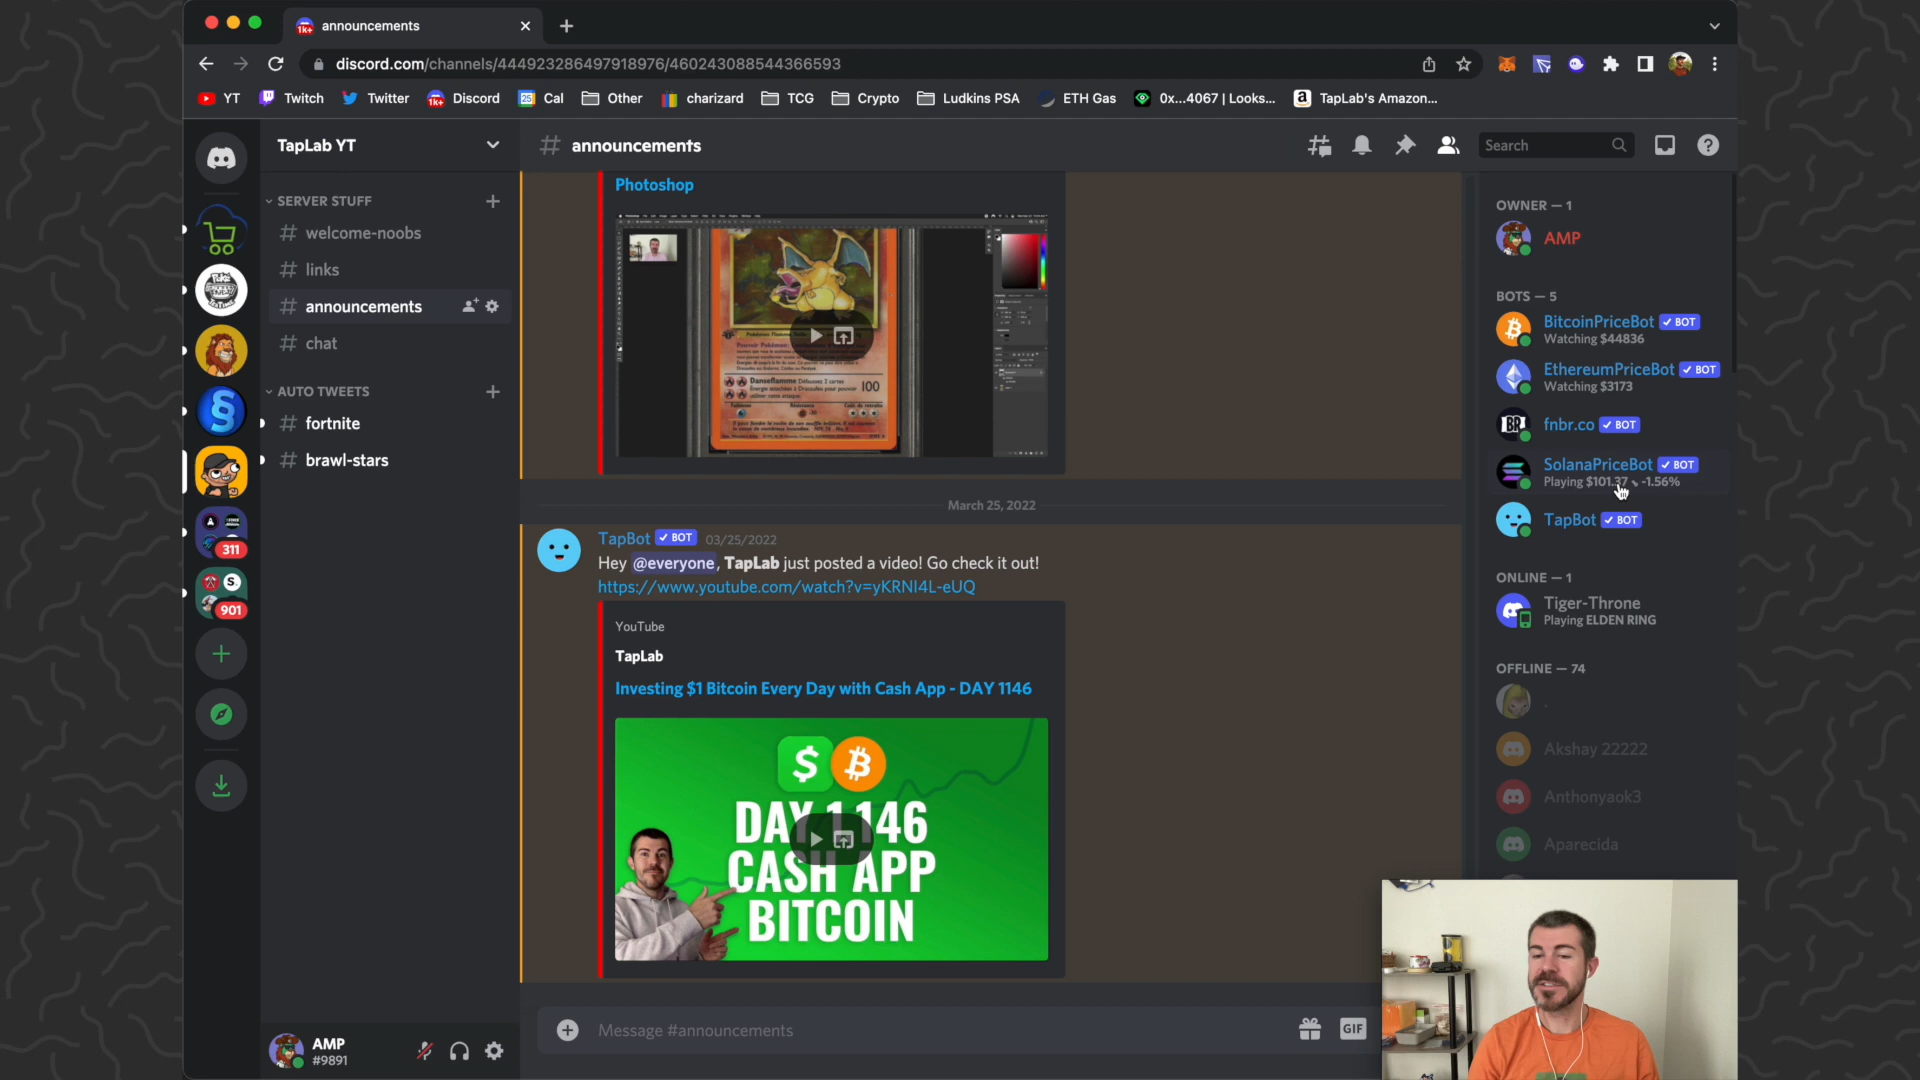 announcements
discord.com/channels/444923286497918976/460243088544366593
YT Twitch Twitter Discord Cal Other charizard TCG Crypto Ludkins PSA ETH Gas 0x...4067 | Looks... TapLab's Amazon...
TapLab YT
# announcements
Search
SERVER STUFF
# welcome-noobs
# links
# announcements
# chat
AUTO TWEETS
# fortnite
# brawl-stars
311
901
AMP
#9891
Photoshop
Danseflamme
100
March 25, 2022
TapBot ✓ BOT 03/25/2022
Hey @everyone, TapLab just posted a video! Go check it out!
https://www.youtube.com/watch?v=yKRNI4L-eUQ
YouTube
TapLab
Investing $1 Bitcoin Every Day with Cash App - DAY 1146
DAY 1146
CASH APP
BITCOIN
Message #announcements
GIF
OWNER — 1
AMP
BOTS — 5
BitcoinPriceBot ✓ BOT
Watching $44836
EthereumPriceBot ✓ BOT
Watching $3173
fnbr.co ✓ BOT
SolanaPriceBot ✓ BOT
Playing $101.37 -1.56%
TapBot ✓ BOT
ONLINE — 1
Tiger-Throne
Playing ELDEN RING
OFFLINE — 74
.
Akshay 22222
Anthonyaok3
Aparecida